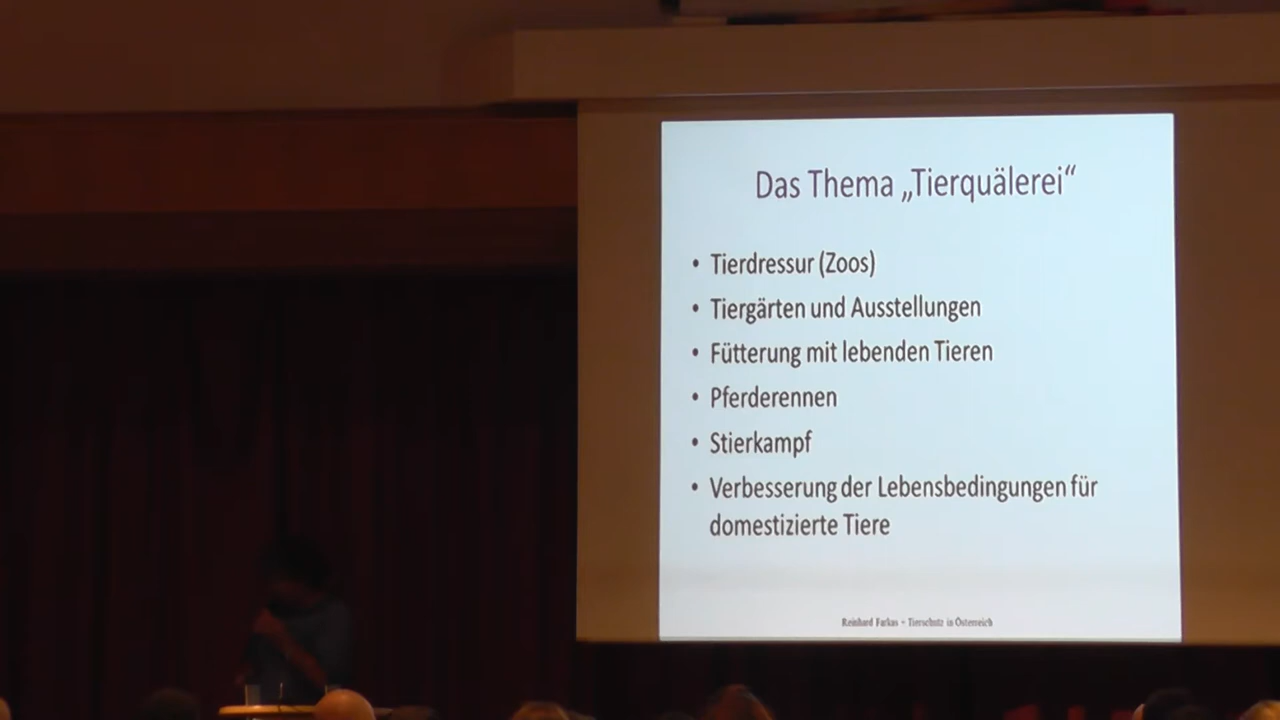 Das Thema „Tierquälerei“
• Tierdressur (Zoos)
• Tiergärten und Ausstellungen
• Fütterung mit lebenden Tieren
• Pferderennen
• Stierkampf
• Verbesserung der Lebensbedingungen für
domestizierte Tiere
Reinhard Farkas – Tierschutz in Österreich